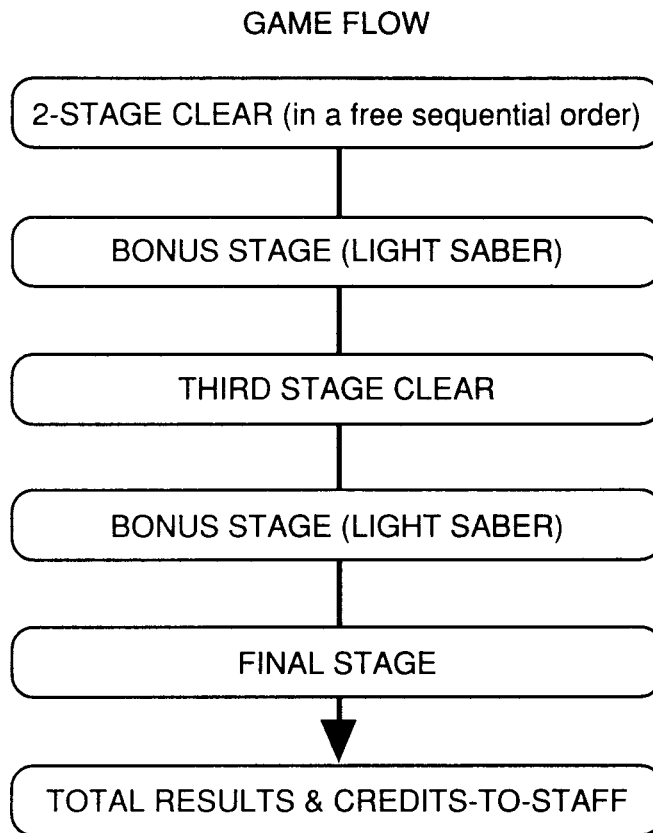 GAME FLOW
2-STAGE CLEAR (in a free sequential order)
BONUS STAGE (LIGHT SABER)
THIRD STAGE CLEAR
BONUS STAGE (LIGHT SABER)
FINAL STAGE
TOTAL RESULTS & CREDITS-TO-STAFF